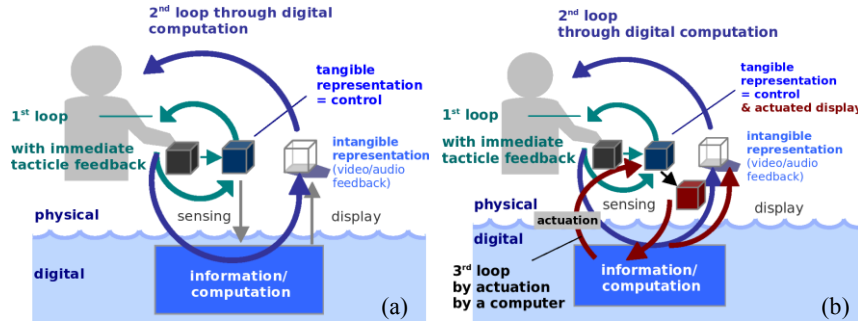 2nd loop through digital
computation
tangible
representation
= control
1st loop
with immediate
tacticle feedback
intangible
representation
(video/audio
feedback)
physical
sensing
display
digital
information/
computation
(a)
2nd loop
through digital computation
tangible
representation
= control
& actuated display
1st loop
with immediate
tacticle feedback
intangible
representation
(video/audio
feedback)
physical
sensing
display
actuation
digital
3rd loop
by actuation
by a computer
information/
computation
(b)